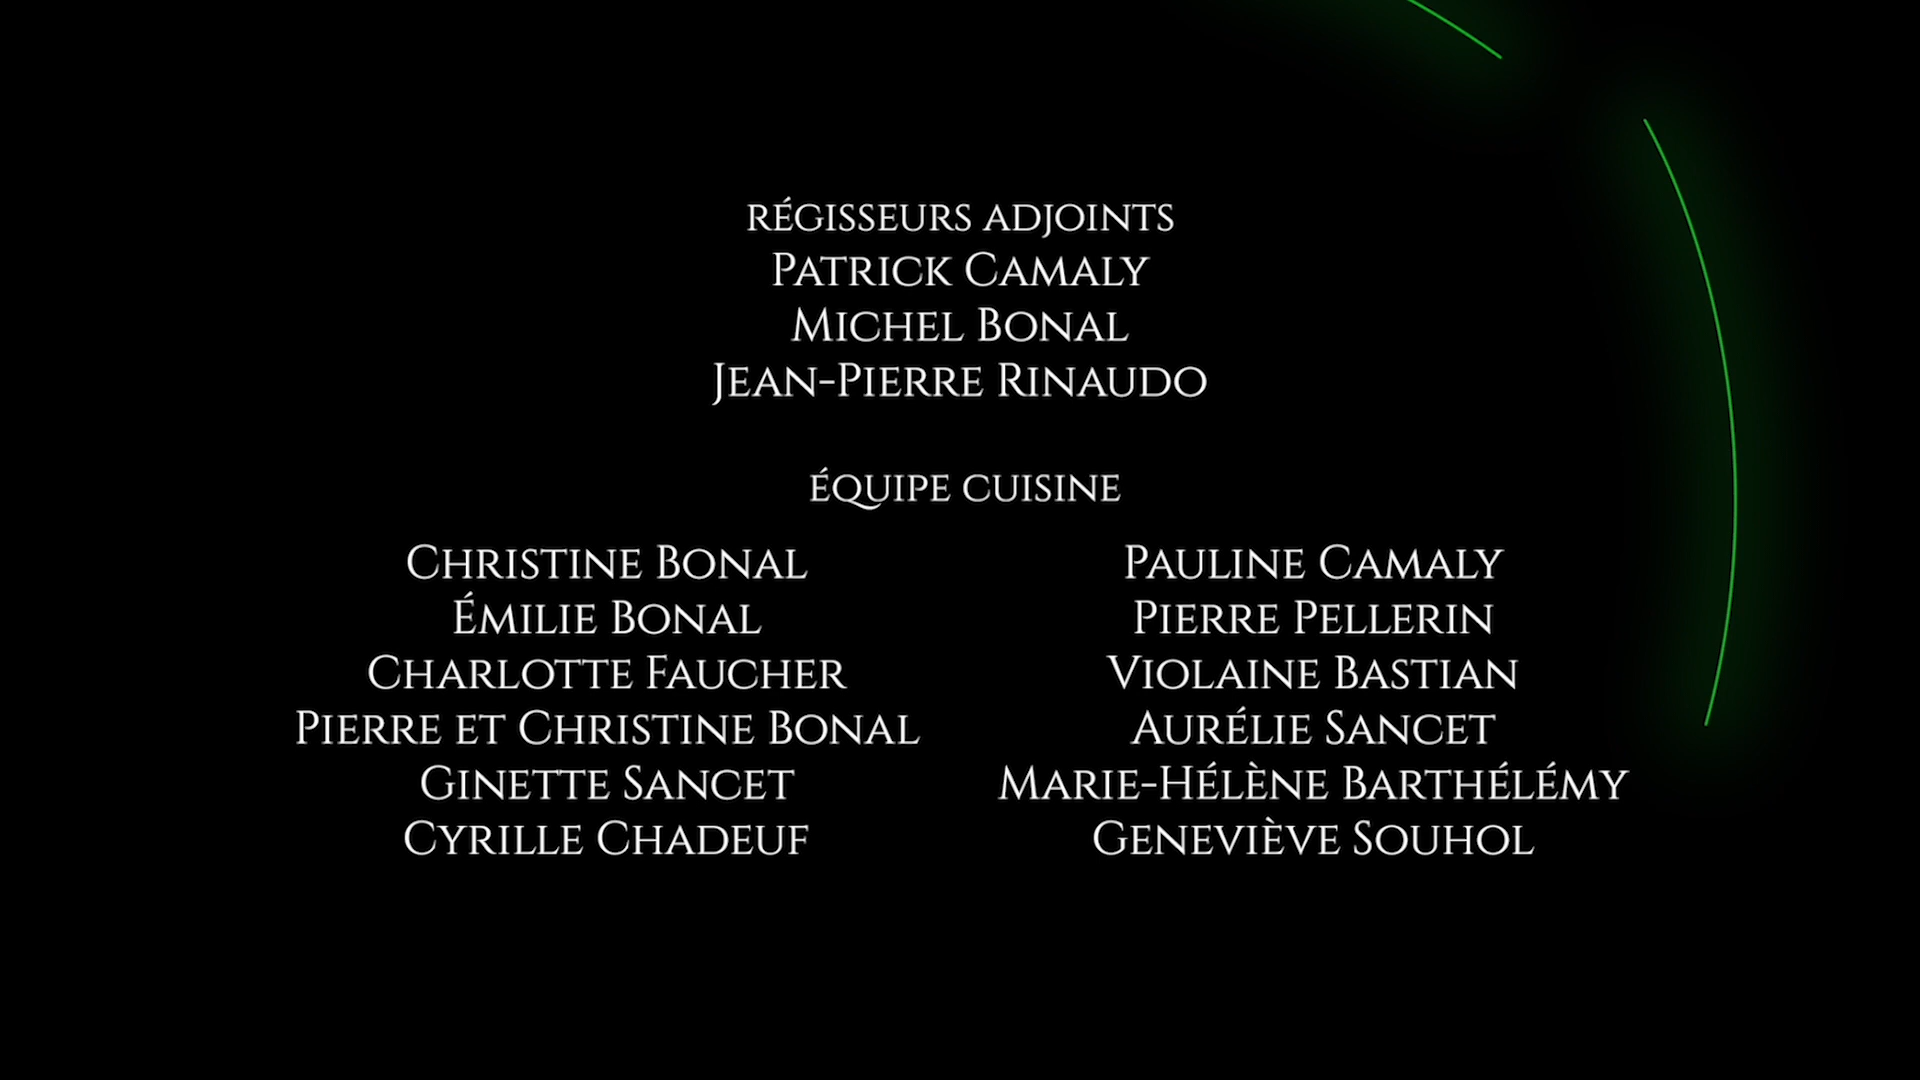 régisseurs adjoints
Patrick Camaly
Michel Bonal
Jean-Pierre Rinaudo
équipe cuisine
Christine Bonal
Émilie Bonal
Charlotte Faucher
Pierre et Christine Bonal
Ginette Sancet
Cyrille Chadeuf
Pauline Camaly
Pierre Pellerin
Violaine Bastian
Aurélie Sancet
Marie-Hélène Barthélémy
Geneviève Souhol